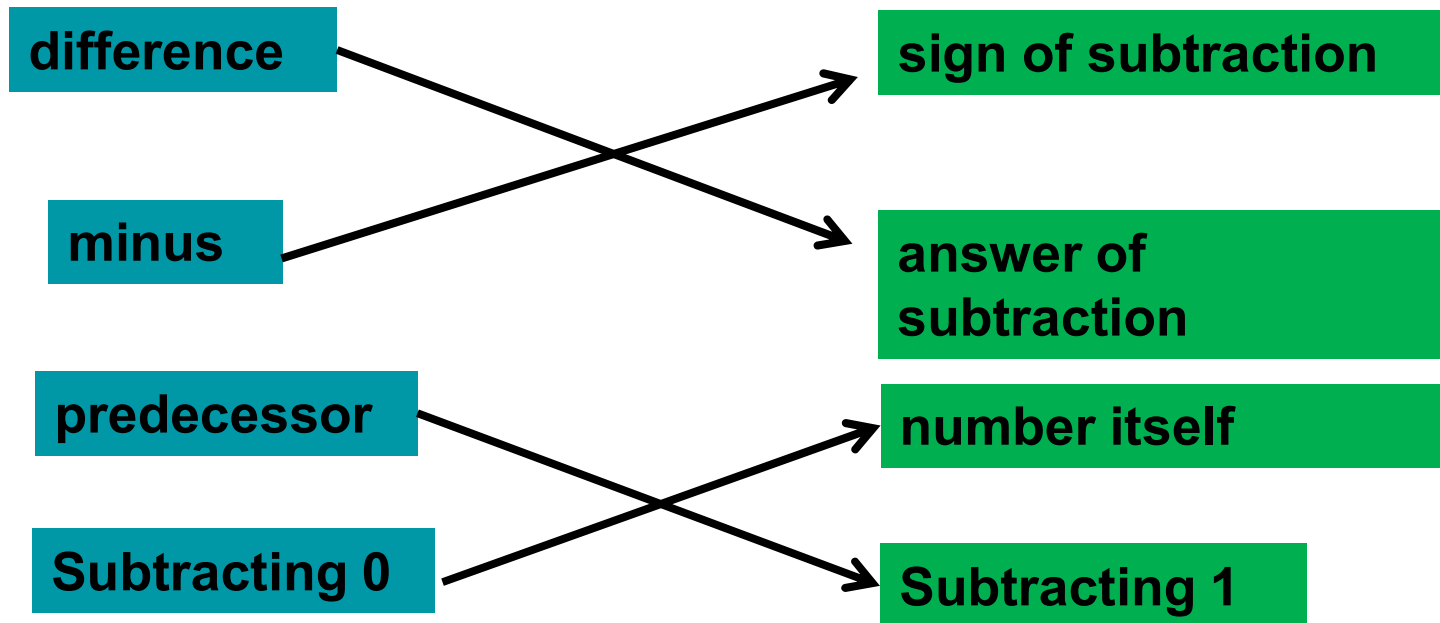 difference
sign of subtraction
minus
answer of
subtraction
predecessor
number itself
Subtracting 0
Subtracting 1